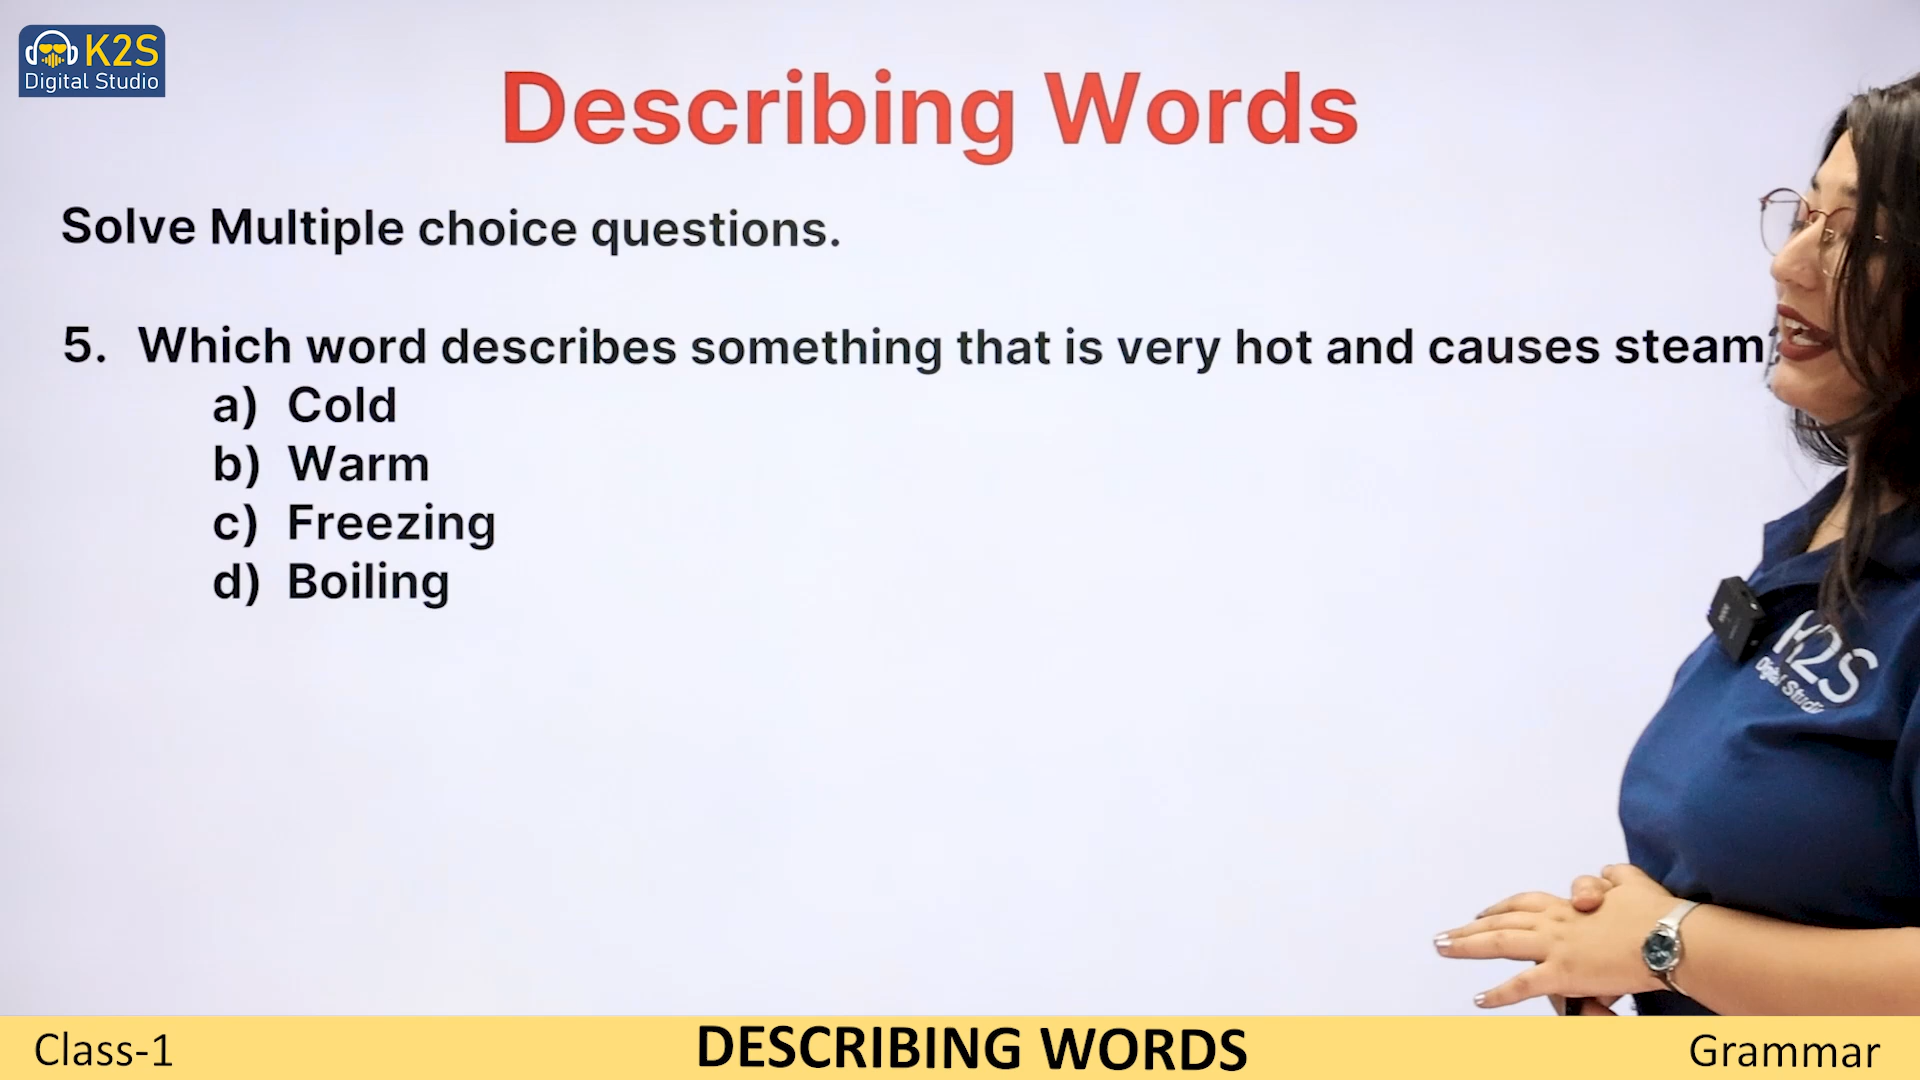 K2S
Digital Studio
Describing Words
Solve Multiple choice questions.
5. Which word describes something that is very hot and causes steam?
a) Cold
b) Warm
c) Freezing
d) Boiling
K2S
Digital Studio
Class-1
DESCRIBING WORDS
Grammar